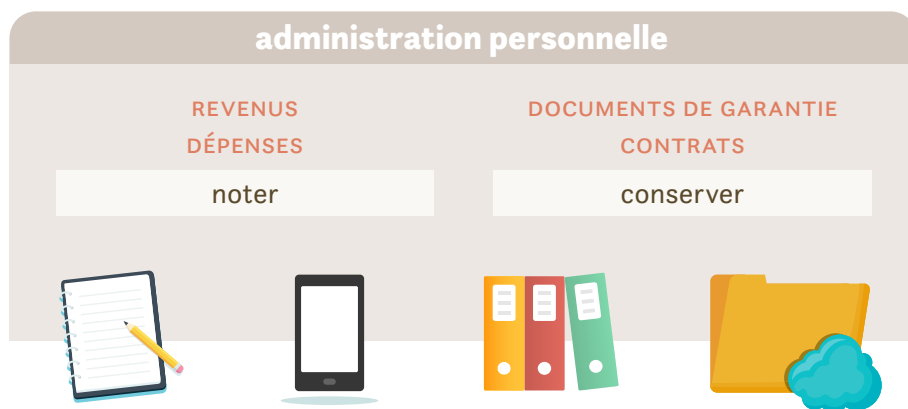 administration personnelle
REVENUS
DÉPENSES
noter
DOCUMENTS DE GARANTIE
CONTRATS
conserver